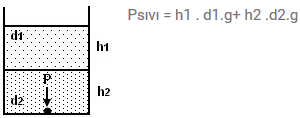 Psıvı = h1 . d1.g+ h2 .d2.g
d1
h1
P
h2
d2